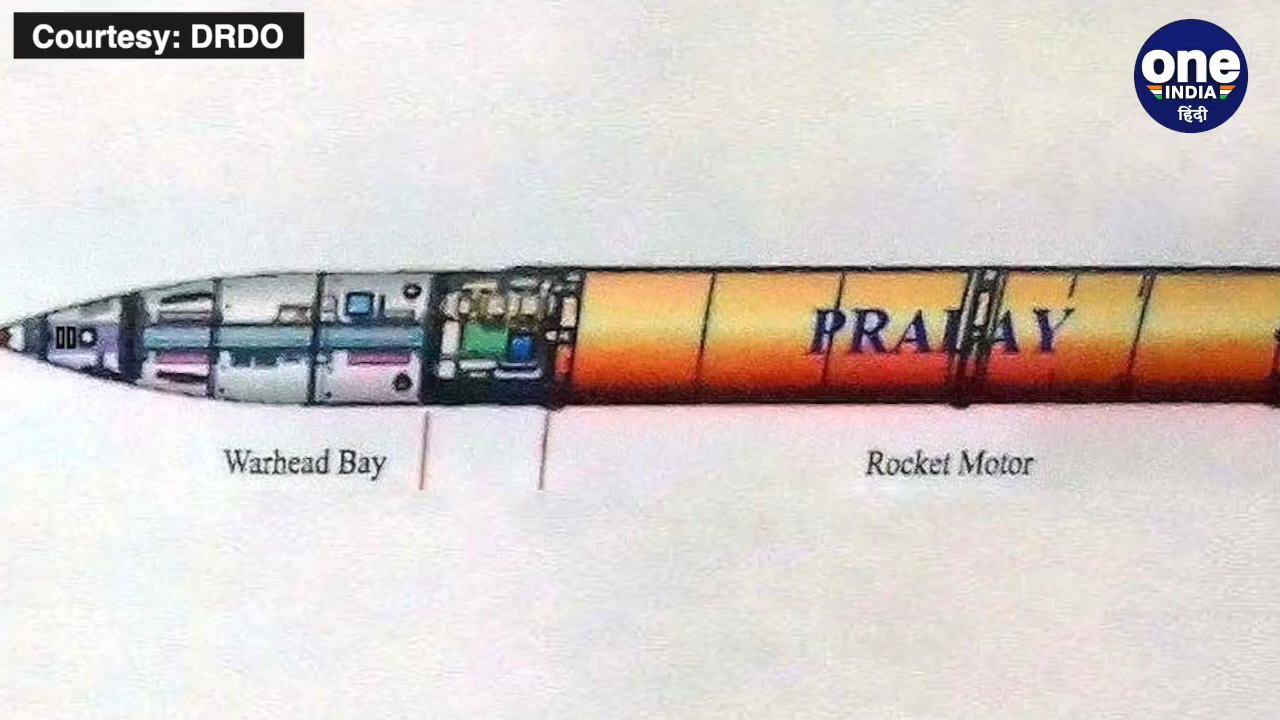 Courtesy: DRDO
one
INDIA
हिंदी
PRALAY
Warhead Bay
Rocket Motor